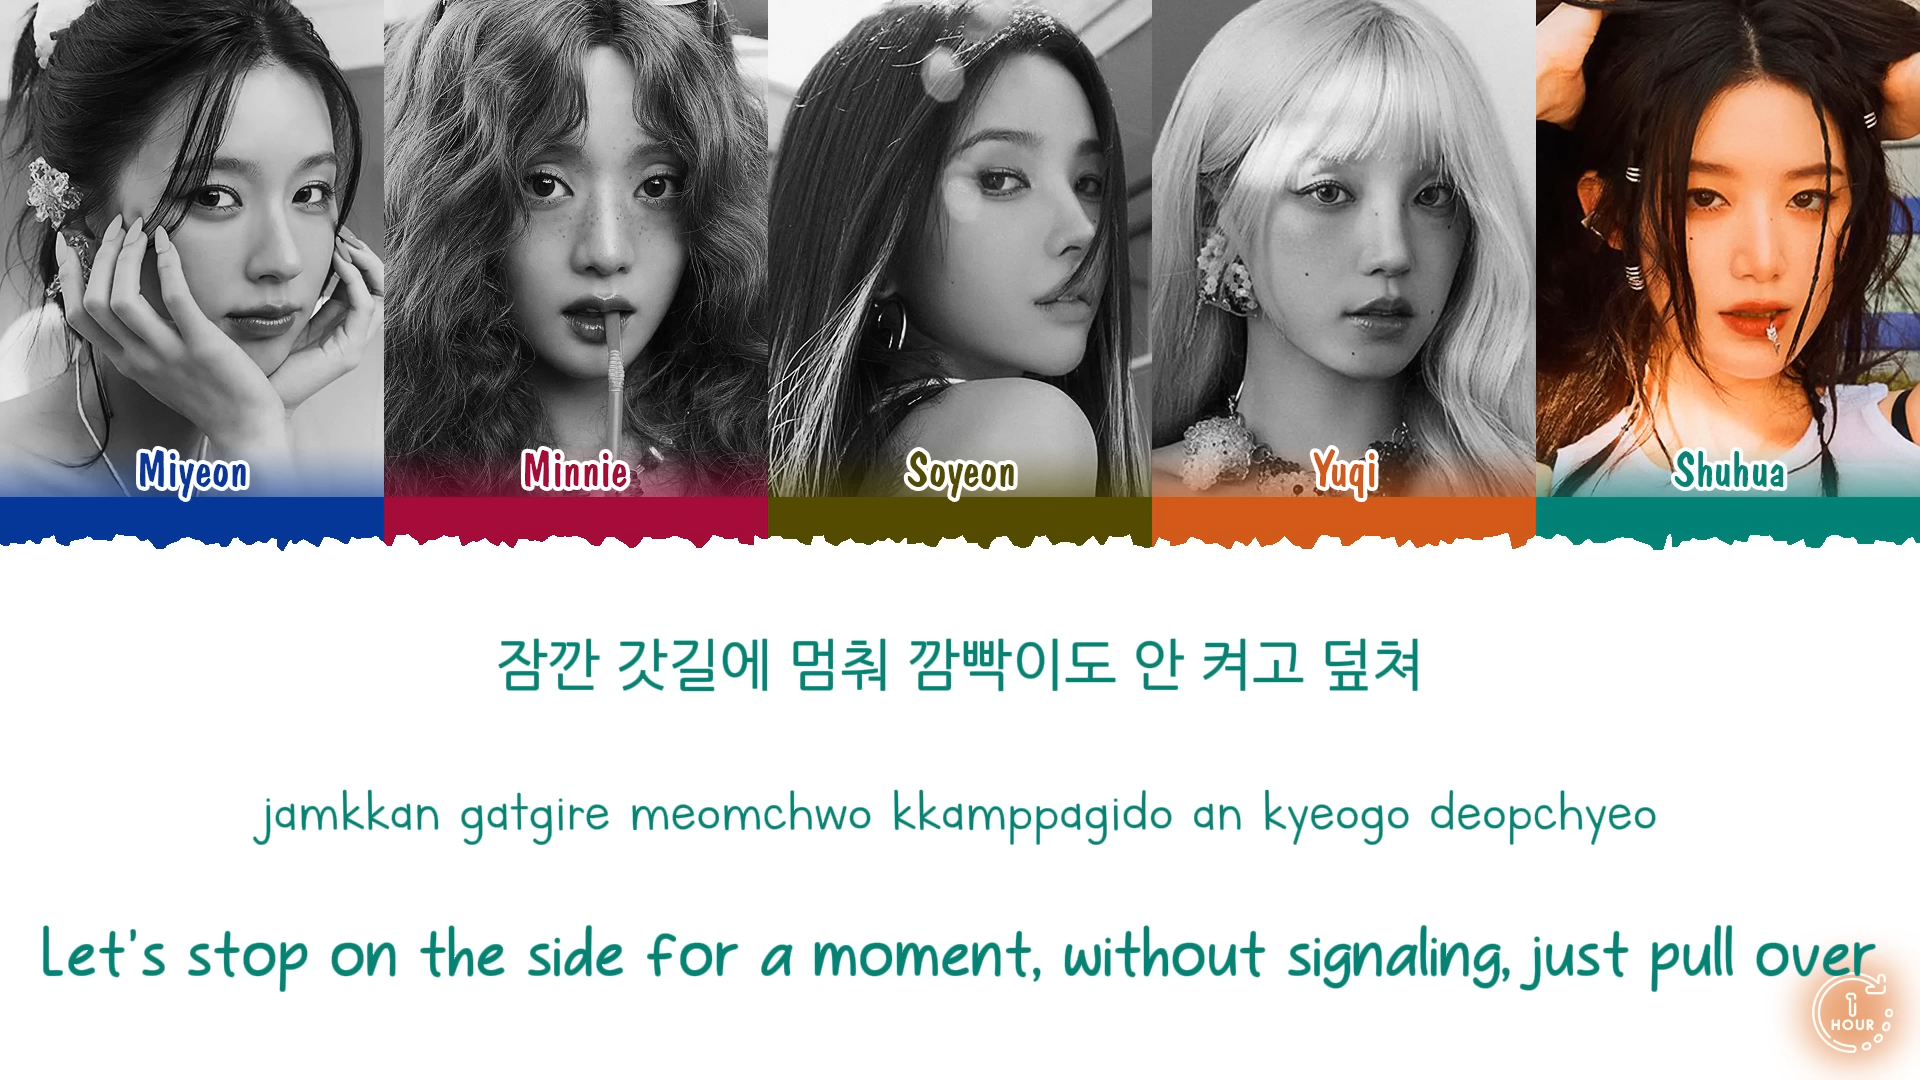 Miyeon
Minnie
Soyeon
Yuqi
Shuhua
잠깐 갓길에 멈춰 깜빡이도 안 켜고 덮쳐
jamkkan gatgire meomchwo kkamppagido an kyeogo deopchyeo
Let's stop on the side for a moment, without signaling, just pull over
1
HOUR